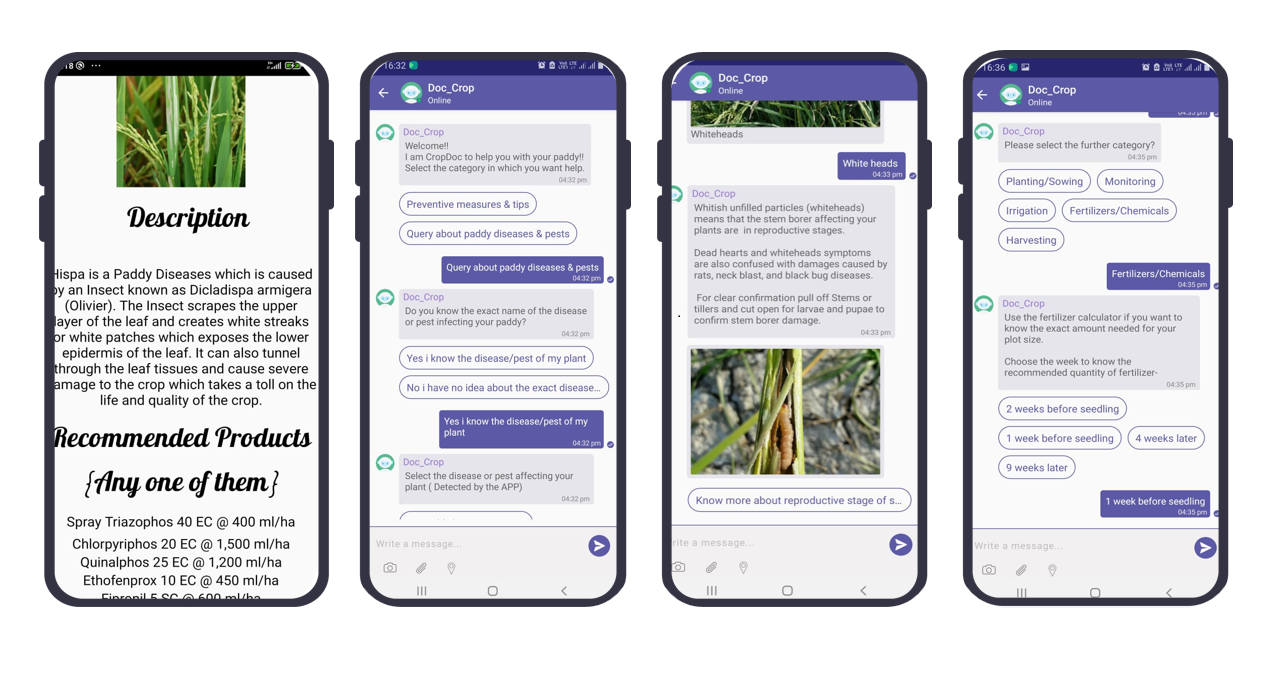 Description
Hispa is a Paddy Diseases which is caused
by an Insect known as Dicladispa armigera
(Olivier). The Insect scrapes the upper
layer of the leaf and creates white streaks
or white patches which exposes the lower
epidermis of the leaf. It can also tunnel
through the leaf tissues and cause severe
damage to the crop which takes a toll on the
life and quality of the crop.
Recommended Products
{Any one of them}
Spray Triazophos 40 EC @ 400 ml/ha
Chlorpyriphos 20 EC @ 1,500 ml/ha
Quinalphos 25 EC @ 1,200 ml/ha
Ethofenprox 10 EC @ 450 ml/ha
Fipronil 5 SC @ 600 ml/ha
16:32
Doc_Crop
Online
Doc_Crop
Welcome!!
I am CropDoc to help you with your paddy!!
Select the category in which you want help.
04:32 pm
Preventive measures & tips
Query about paddy diseases & pests
Query about paddy diseases & pests
04:32 pm
Doc_Crop
Do you know the exact name of the disease
or pest infecting your paddy?
04:32 pm
Yes i know the disease/pest of my plant
No i have no idea about the exact disease...
Yes i know the disease/pest of my
plant
04:32 pm
Doc_Crop
Select the disease or pest affecting your
plant ( Detected by the APP)
04:32 pm
Write a message...
Doc_Crop
Online
Whiteheads
White heads
04:33 pm
Doc_Crop
Whitish unfilled particles (whiteheads)
means that the stem borer affecting your
plants are in reproductive stages.
Dead hearts and whiteheads symptoms
are also confused with damages caused by
rats, neck blast, and black bug diseases.
For clear confirmation pull off Stems or
tillers and cut open for larvae and pupae to
confirm stem borer damage.
04:33 pm
Know more about reproductive stage of s...
rite a message...
16:36
Doc_Crop
Online
04:35 pm
Doc_Crop
Please select the further category?
04:35 pm
Planting/Sowing
Monitoring
Irrigation
Fertilizers/Chemicals
Harvesting
Fertilizers/Chemicals
04:35 pm
Doc_Crop
Use the fertilizer calculator if you want to
know the exact amount needed for your
plot size.
Choose the week to know the
recommended quantity of fertilizer-
04:35 pm
2 weeks before seedling
1 week before seedling
4 weeks later
9 weeks later
1 week before seedling
04:35 pm
Write a message...